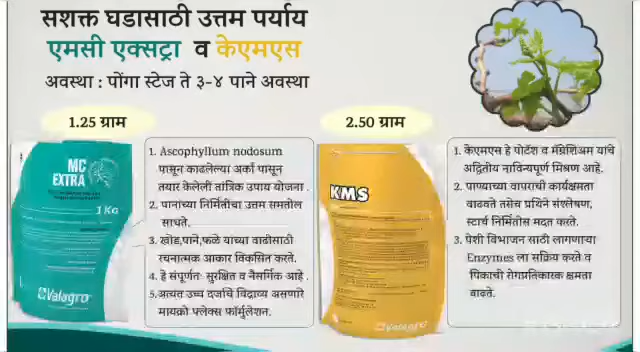 सशक्त घडासाठी उत्तम पर्याय
एमसी एक्सट्रा व केएमएस
अवस्था : पोंगा स्टेज ते ३-४ पाने अवस्था
1.25 ग्राम
MC
EXTRA
1 Kg
Valagro
1. Ascophyllum nodosum
पासून काढलेल्या अर्का पासून
तयार केलेली तांत्रिक उपाय योजना .
2. पानांच्या निर्मितीचा उत्तम समतोल
साधते.
3. खोड,पाने,फळे यांच्या वाढीसाठी
रचनात्मक आकार विकसित करते.
4. हे संपूर्णतः सुरक्षित व नैसर्गिक आहे .
5.अत्यंत उच्च दर्जाचे विद्राव्य असणारे
मायक्रो फ्लेक्स फॉर्मुलेशन.
2.50 ग्राम
KMS
Valagro
1. केएमएस हे पोटॅश व मॅग्नेशिअम यांचे
अद्वितीय नाविन्यपूर्ण मिश्रण आहे.
2. पाण्याच्या वापराची कार्यक्षमता
वाढवते तसेच प्रथिने संश्लेषण,
स्टार्च निर्मितीस मदत करते.
3. पेशी विभाजन साठी लागणाऱ्या
Enzymes ला सक्रिय करते व
पिकाची रोगप्रतिकारक क्षमता
वाढवते.